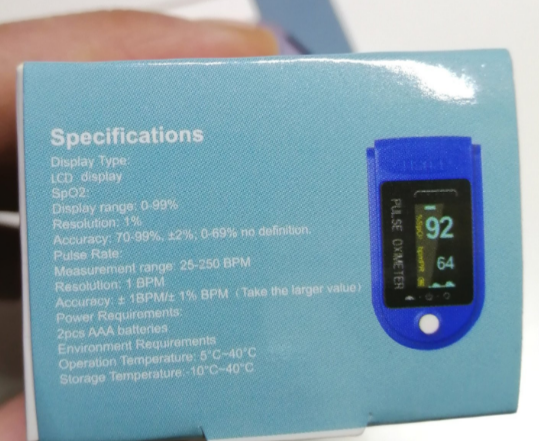 Specifications
Display Type:
LCD display
SpO2:
Display range: 0-99%
Resolution: 1%
Accuracy: 70-99%, ±2%; 0-69% no definition.
Pulse Rate:
Measurement range: 25-250 BPM
Resolution: 1 BPM
Accuracy: ± 1BPM/± 1% BPM (Take the larger value)
Power Requirements:
2pcs AAA batteries
Environment Requirements
Operation Temperature: 5°C~40°C
Storage Temperature:-10°C~40°C
PULSE OXIMETER
%SpO2
92
64